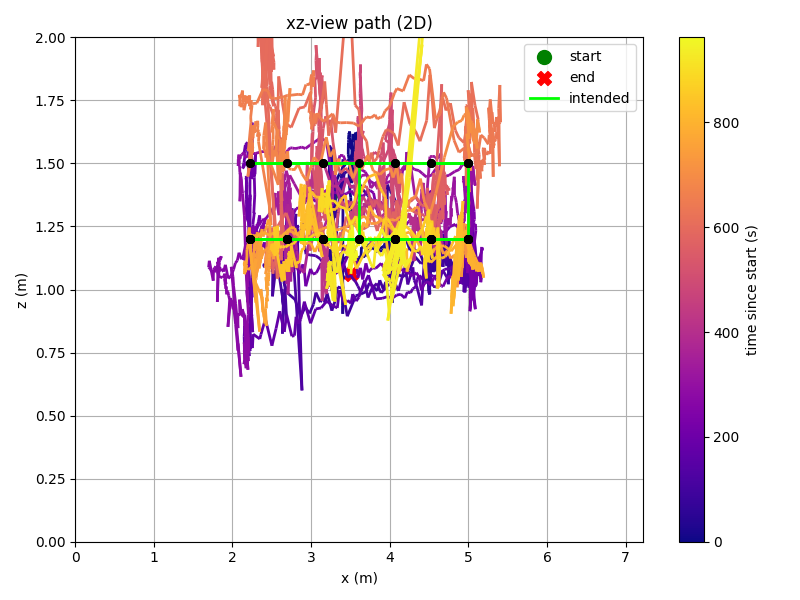 xz-view path (2D)
start
end
intended
2.00
1.75
1.50
1.25
1.00
0.75
0.50
0.25
0.00
z (m)
0 1 2 3 4 5 6 7
x (m)
800
600
400
200
0
time since start (s)